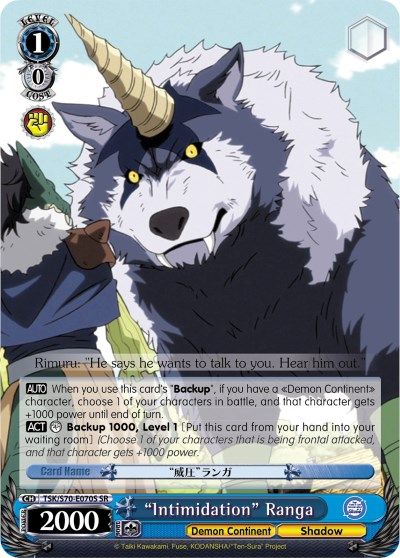 LEVEL
1
0
COST
Rimuru: "He says he wants to talk to you. Hear him out."
AUTO When you use this card's "Backup", if you have a «Demon Continent»
character, choose 1 of your characters in battle, and that character gets
+1000 power until end of turn.
ACT Backup 1000, Level 1 [Put this card from your hand into your
waiting room] (Choose 1 of your characters that is being frontal attacked,
and that character gets +1000 power.)
Card Name
“威圧”ランガ
CH TSK/S70-E070S SR
2000
“Intimidation” Ranga
Demon Continent
Shadow
© Taiki Kawakami, Fuse, KODANSHA/“Ten-Sura” Project